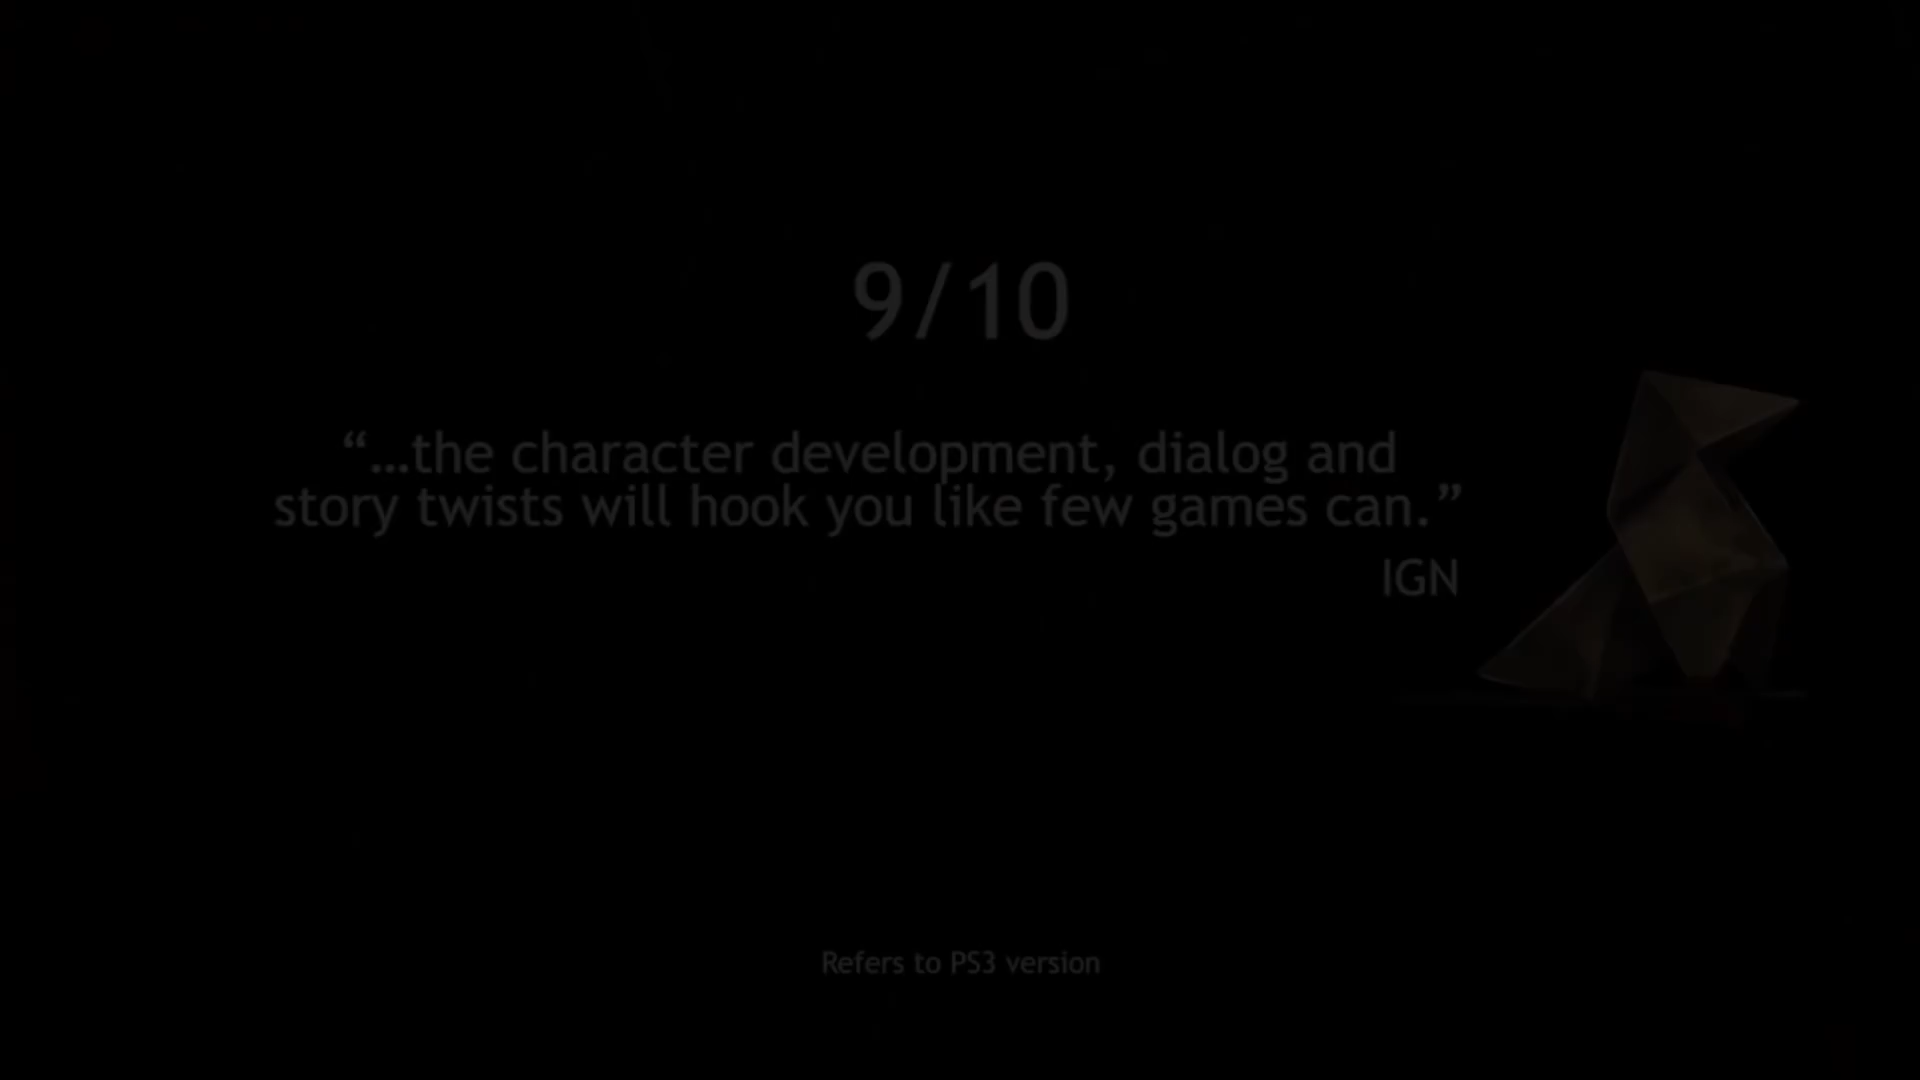 9/10
“…the character development, dialog and
story twists will hook you like few games can.”
IGN
Refers to PS3 version